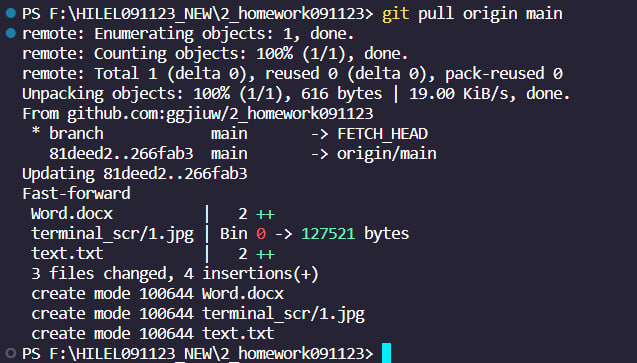 PS F:\HILEL091123_NEW\2_homework091123> git pull origin main
remote: Enumerating objects: 1, done.
remote: Counting objects: 100% (1/1), done.
remote: Total 1 (delta 0), reused 0 (delta 0), pack-reused 0
Unpacking objects: 100% (1/1), 616 bytes | 19.00 KiB/s, done.
From github.com:ggjiuw/2_homework091123
 * branch            main       -> FETCH_HEAD
   81deed2..266fab3  main       -> origin/main
Updating 81deed2..266fab3
Fast-forward
 Word.docx          |   2 ++
 terminal_scr/1.jpg | Bin 0 -> 127521 bytes
 text.txt           |   2 ++
 3 files changed, 4 insertions(+)
 create mode 100644 Word.docx
 create mode 100644 terminal_scr/1.jpg
 create mode 100644 text.txt
PS F:\HILEL091123_NEW\2_homework091123>